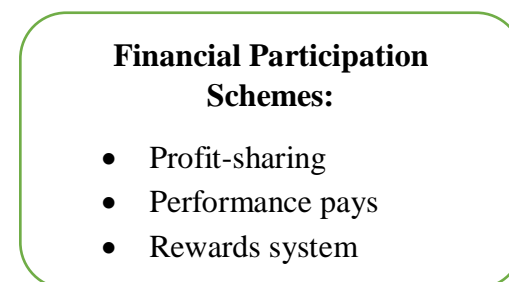 Financial Participation
Schemes:
• Profit-sharing
• Performance pays
• Rewards system